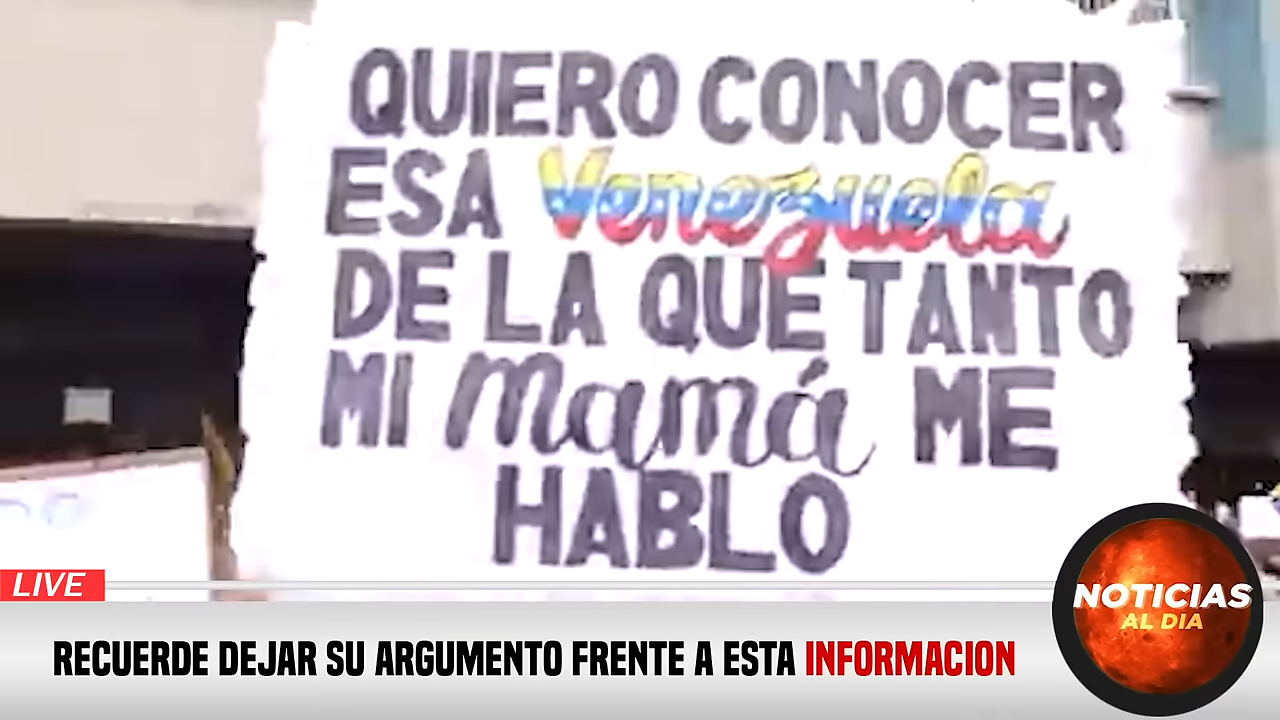 QUIERO CONOCER
ESA Venezuela
DE LA QUE TANTO
MI mamá ME
HABLO
LIVE
NOTICIAS
AL DIA
RECUERDE DEJAR SU ARGUMENTO FRENTE A ESTA INFORMACION